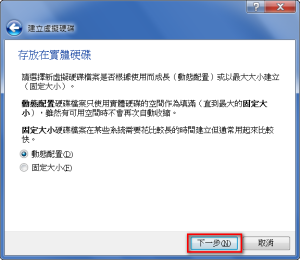 建立虛擬硬碟
存放在實體硬碟
請選擇新虛擬硬碟檔案是否根據使用而成長（動態配置）或以最大大小建立
（固定大小）。
動態配置硬碟檔案只使用實體硬碟的空間作為填滿（直到最大的固定大
小），雖然有可用空間時不會再次自動收縮。
固定大小硬碟檔案在某些系統需要花比較長的時間建立但通常用起來比較
快。
動態配置(D)
固定大小(F)
下一步(N)
取消